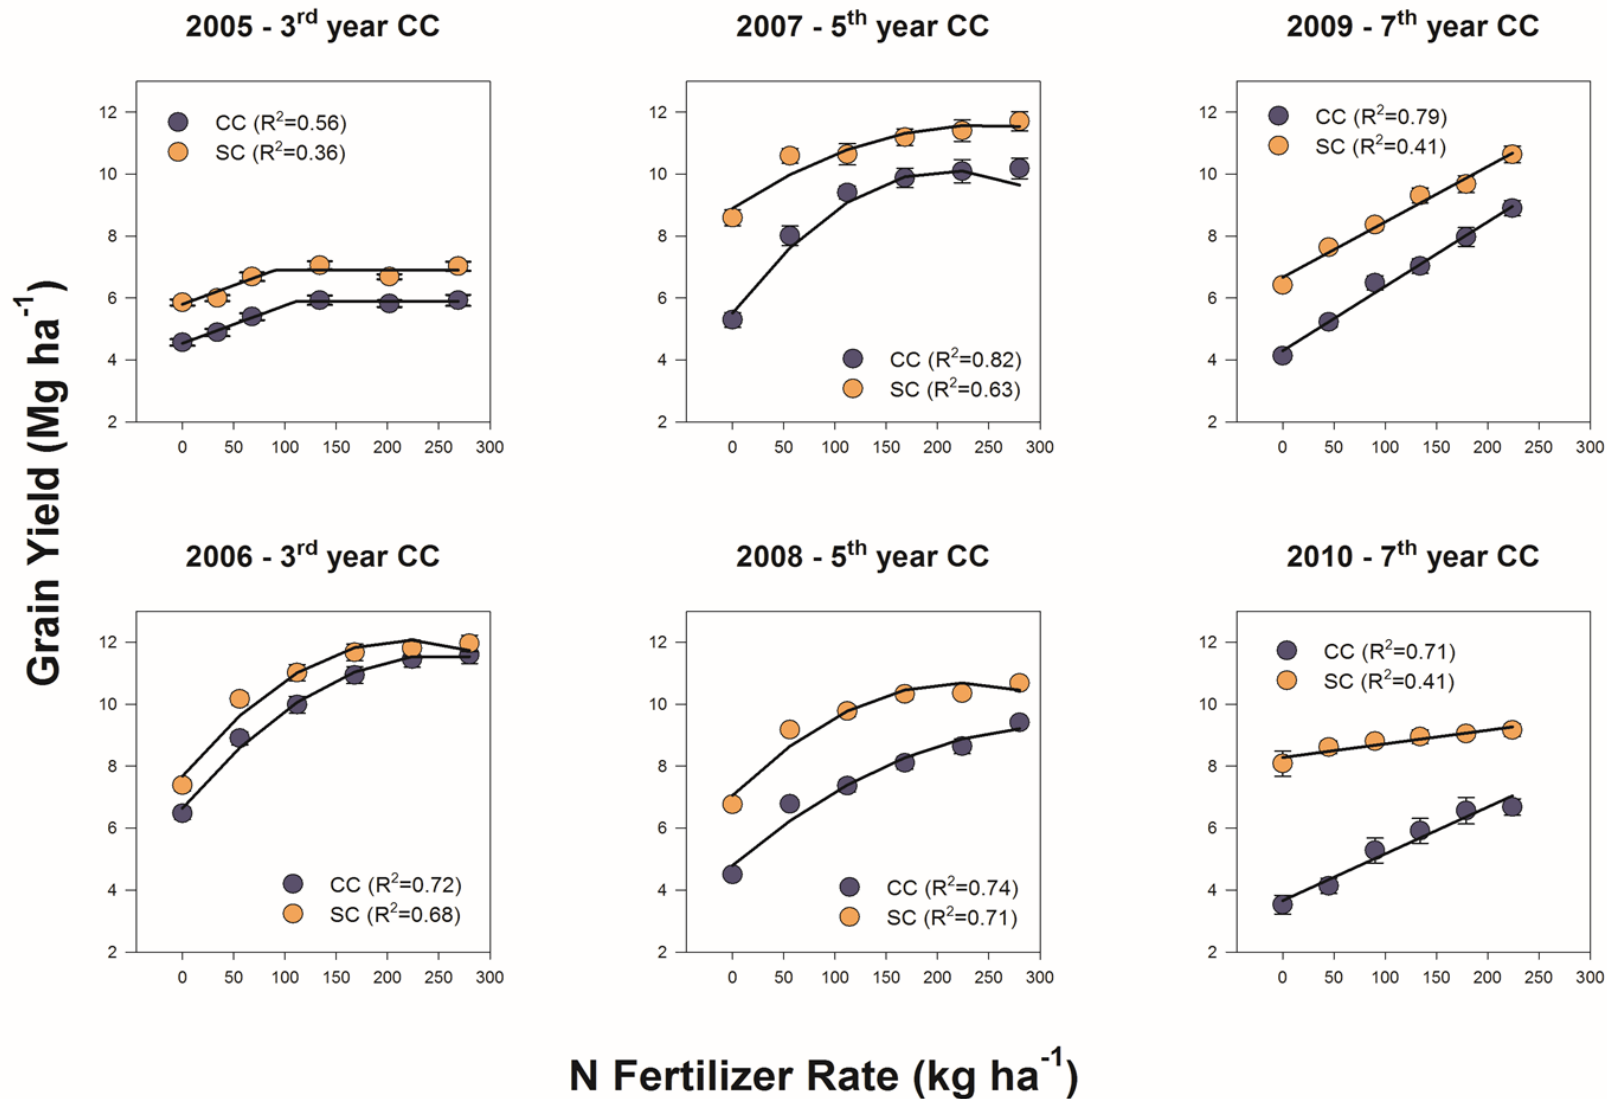 Grain Yield (Mg ha⁻¹)
2005 - 3ʳᵈ year CC
12
10
8
6
4
2
CC (R²=0.56)
SC (R²=0.36)
0 50 100 150 200 250 300
2007 - 5ᵗʰ year CC
12
10
8
6
4
2
CC (R²=0.82)
SC (R²=0.63)
0 50 100 150 200 250 300
2009 - 7ᵗʰ year CC
12
10
8
6
4
2
CC (R²=0.79)
SC (R²=0.41)
0 50 100 150 200 250 300
2006 - 3ʳᵈ year CC
12
10
8
6
4
2
CC (R²=0.72)
SC (R²=0.68)
0 50 100 150 200 250 300
2008 - 5ᵗʰ year CC
12
10
8
6
4
2
CC (R²=0.74)
SC (R²=0.71)
0 50 100 150 200 250 300
2010 - 7ᵗʰ year CC
12
10
8
6
4
2
CC (R²=0.71)
SC (R²=0.41)
0 50 100 150 200 250 300
N Fertilizer Rate (kg ha⁻¹)